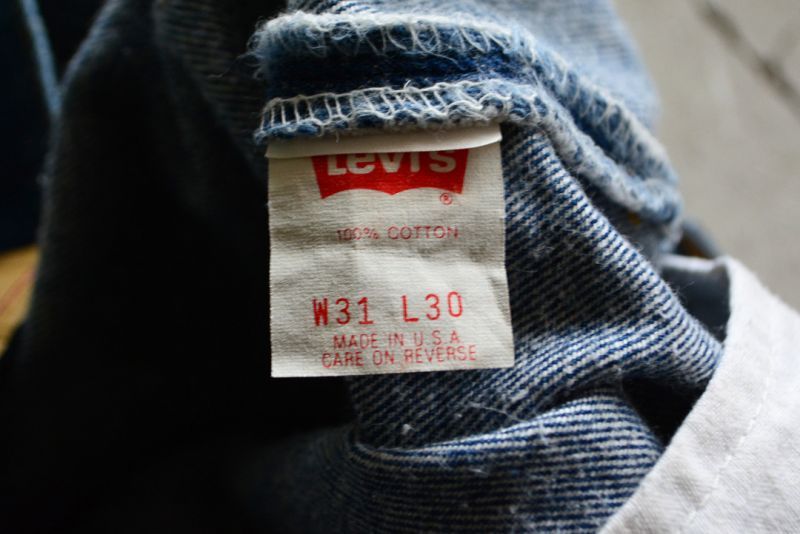 Levi's
®
100% COTTON
W31 L30
MADE IN U.S.A
CARE ON REVERSE